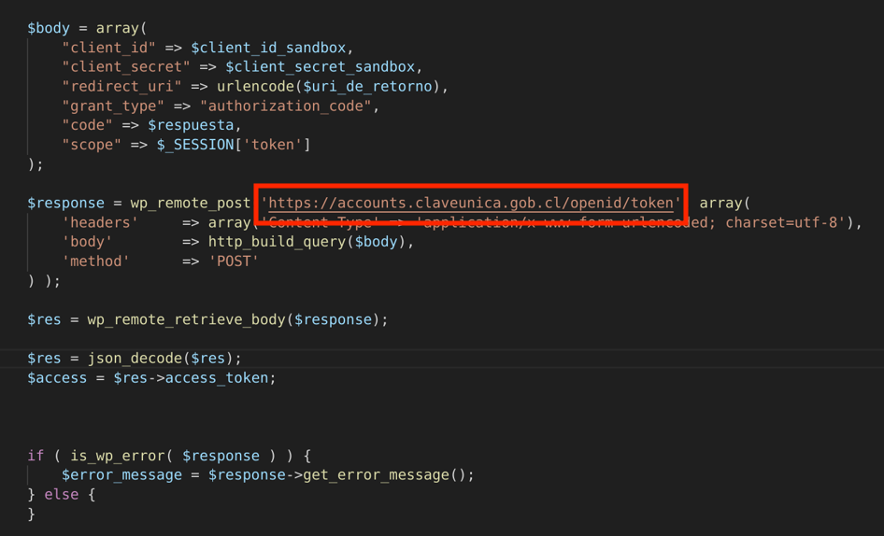 $body = array(
"client_id" => $client_id_sandbox,
"client_secret" => $client_secret_sandbox,
"redirect_uri" => urlencode($uri_de_retorno),
"grant_type" => "authorization_code",
"code" => $respuesta,
"scope" => $_SESSION['token']
);
$response = wp_remote_post 'https://accounts.claveunica.gob.cl/openid/token' array(
'headers' => array('Content-Type' => 'application/x-www-form-urlencoded; charset=utf-8'),
'body' => http_build_query($body),
'method' => 'POST'
) );
$res = wp_remote_retrieve_body($response);
$res = json_decode($res);
$access = $res->access_token;
if ( is_wp_error( $response ) ) {
$error_message = $response->get_error_message();
} else {
}